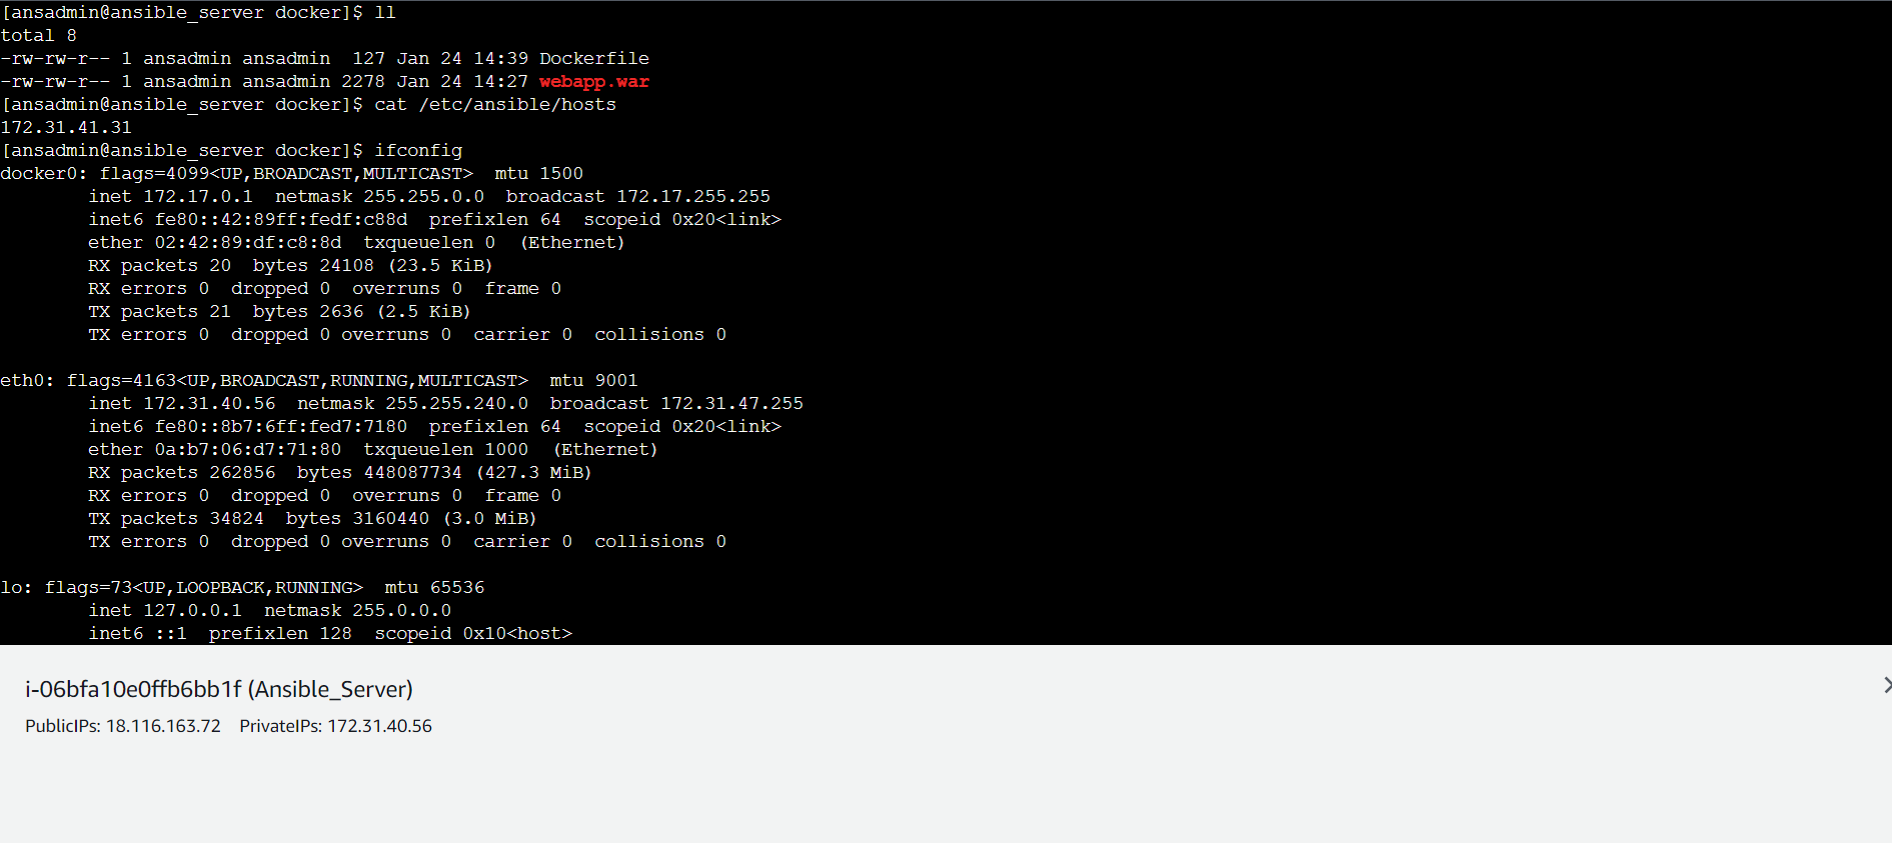 [ansadmin@ansible_server docker]$ ll
total 8
-rw-rw-r-- 1 ansadmin ansadmin  127 Jan 24 14:39 Dockerfile
-rw-rw-r-- 1 ansadmin ansadmin 2278 Jan 24 14:27 webapp.war
[ansadmin@ansible_server docker]$ cat /etc/ansible/hosts
172.31.41.31
[ansadmin@ansible_server docker]$ ifconfig
docker0: flags=4099<UP,BROADCAST,MULTICAST>  mtu 1500
        inet 172.17.0.1  netmask 255.255.0.0  broadcast 172.17.255.255
        inet6 fe80::42:89ff:fedf:c88d  prefixlen 64  scopeid 0x20<link>
        ether 02:42:89:df:c8:8d  txqueuelen 0  (Ethernet)
        RX packets 20  bytes 24108 (23.5 KiB)
        RX errors 0  dropped 0  overruns 0  frame 0
        TX packets 21  bytes 2636 (2.5 KiB)
        TX errors 0  dropped 0 overruns 0  carrier 0  collisions 0

eth0: flags=4163<UP,BROADCAST,RUNNING,MULTICAST>  mtu 9001
        inet 172.31.40.56  netmask 255.255.240.0  broadcast 172.31.47.255
        inet6 fe80::8b7:6ff:fed7:7180  prefixlen 64  scopeid 0x20<link>
        ether 0a:b7:06:d7:71:80  txqueuelen 1000  (Ethernet)
        RX packets 262856  bytes 448087734 (427.3 MiB)
        RX errors 0  dropped 0  overruns 0  frame 0
        TX packets 34824  bytes 3160440 (3.0 MiB)
        TX errors 0  dropped 0 overruns 0  carrier 0  collisions 0

lo: flags=73<UP,LOOPBACK,RUNNING>  mtu 65536
        inet 127.0.0.1  netmask 255.0.0.0
        inet6 ::1  prefixlen 128  scopeid 0x10<host>
i-06bfa10e0ffb6bb1f (Ansible_Server)
PublicIPs: 18.116.163.72    PrivateIPs: 172.31.40.56